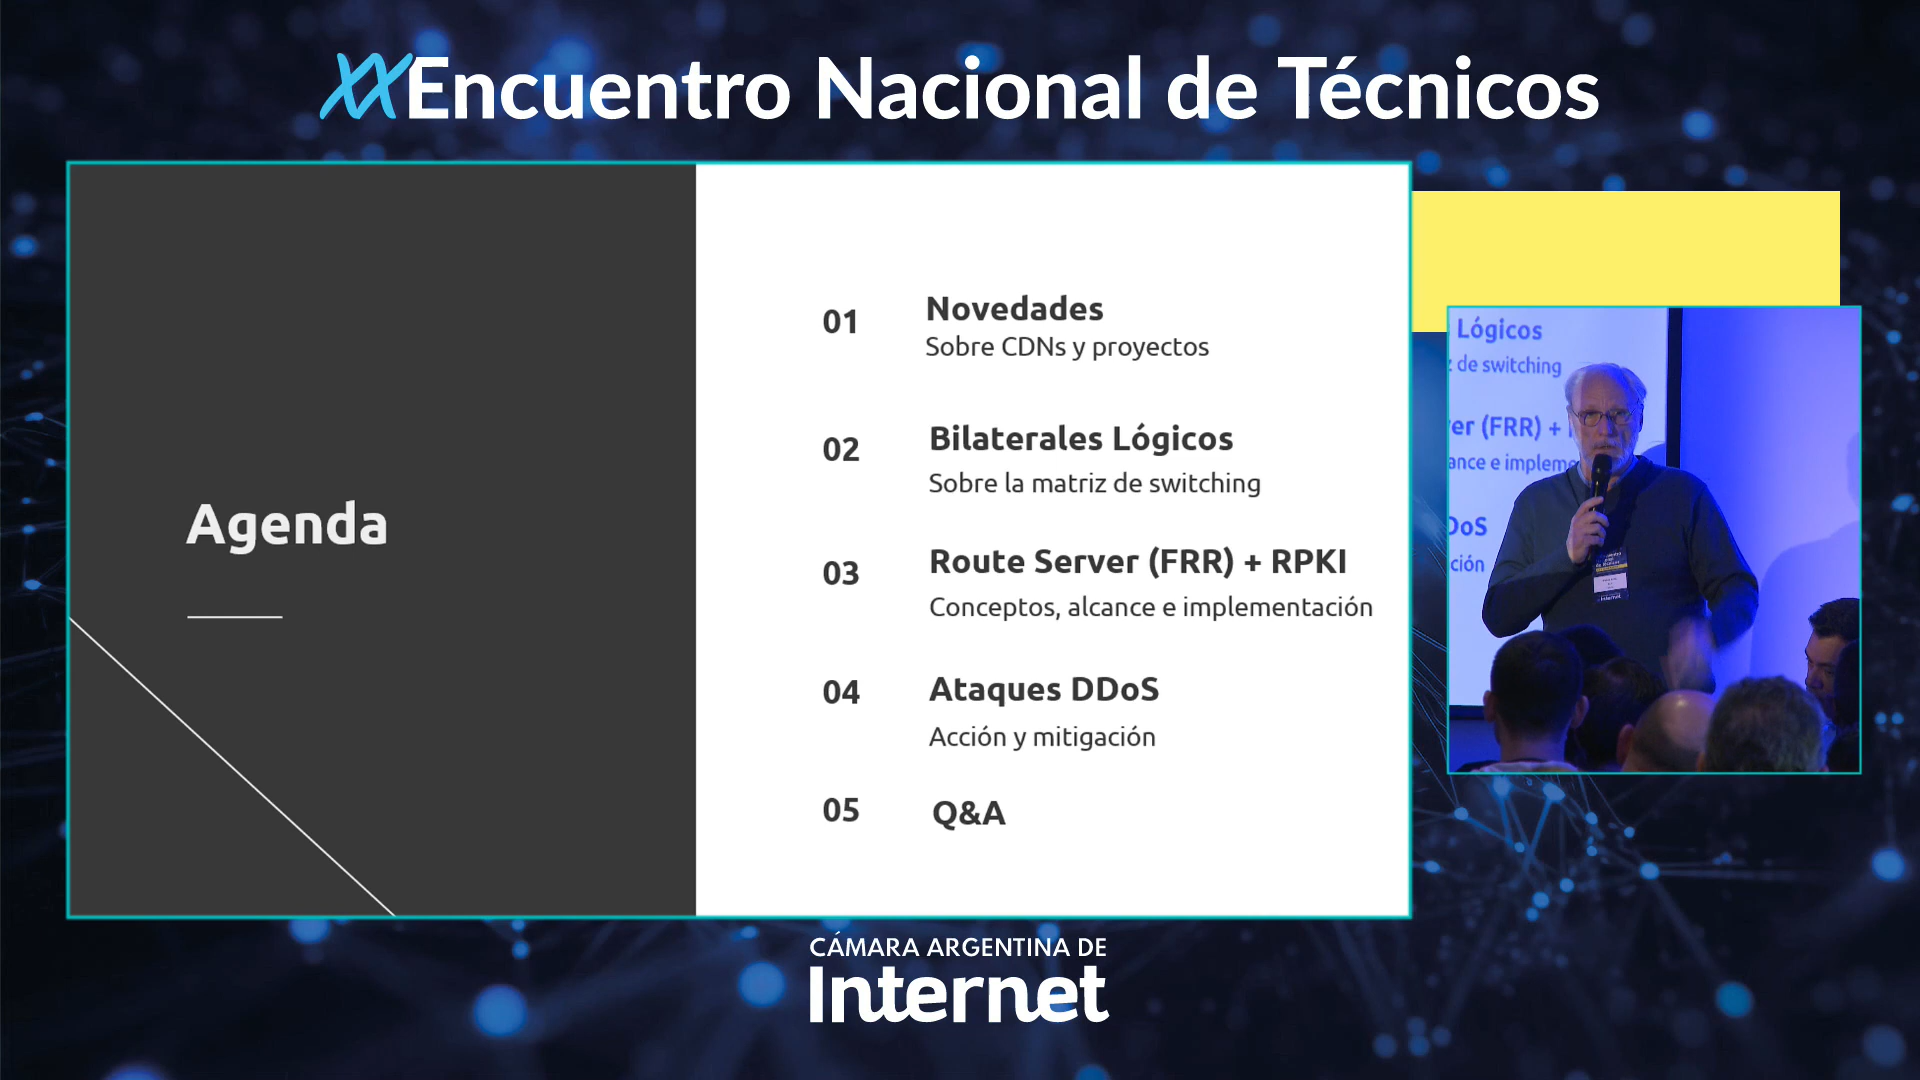 XX Encuentro Nacional de Técnicos
Agenda
01 Novedades
Sobre CDNs y proyectos
02 Bilaterales Lógicos
Sobre la matriz de switching
03 Route Server (FRR) + RPKI
Conceptos, alcance e implementación
04 Ataques DDoS
Acción y mitigación
05 Q&A
Lógicos
de switching
er (FRR) +
ance e impleme
DoS
ción
CÁMARA ARGENTINA DE
Internet